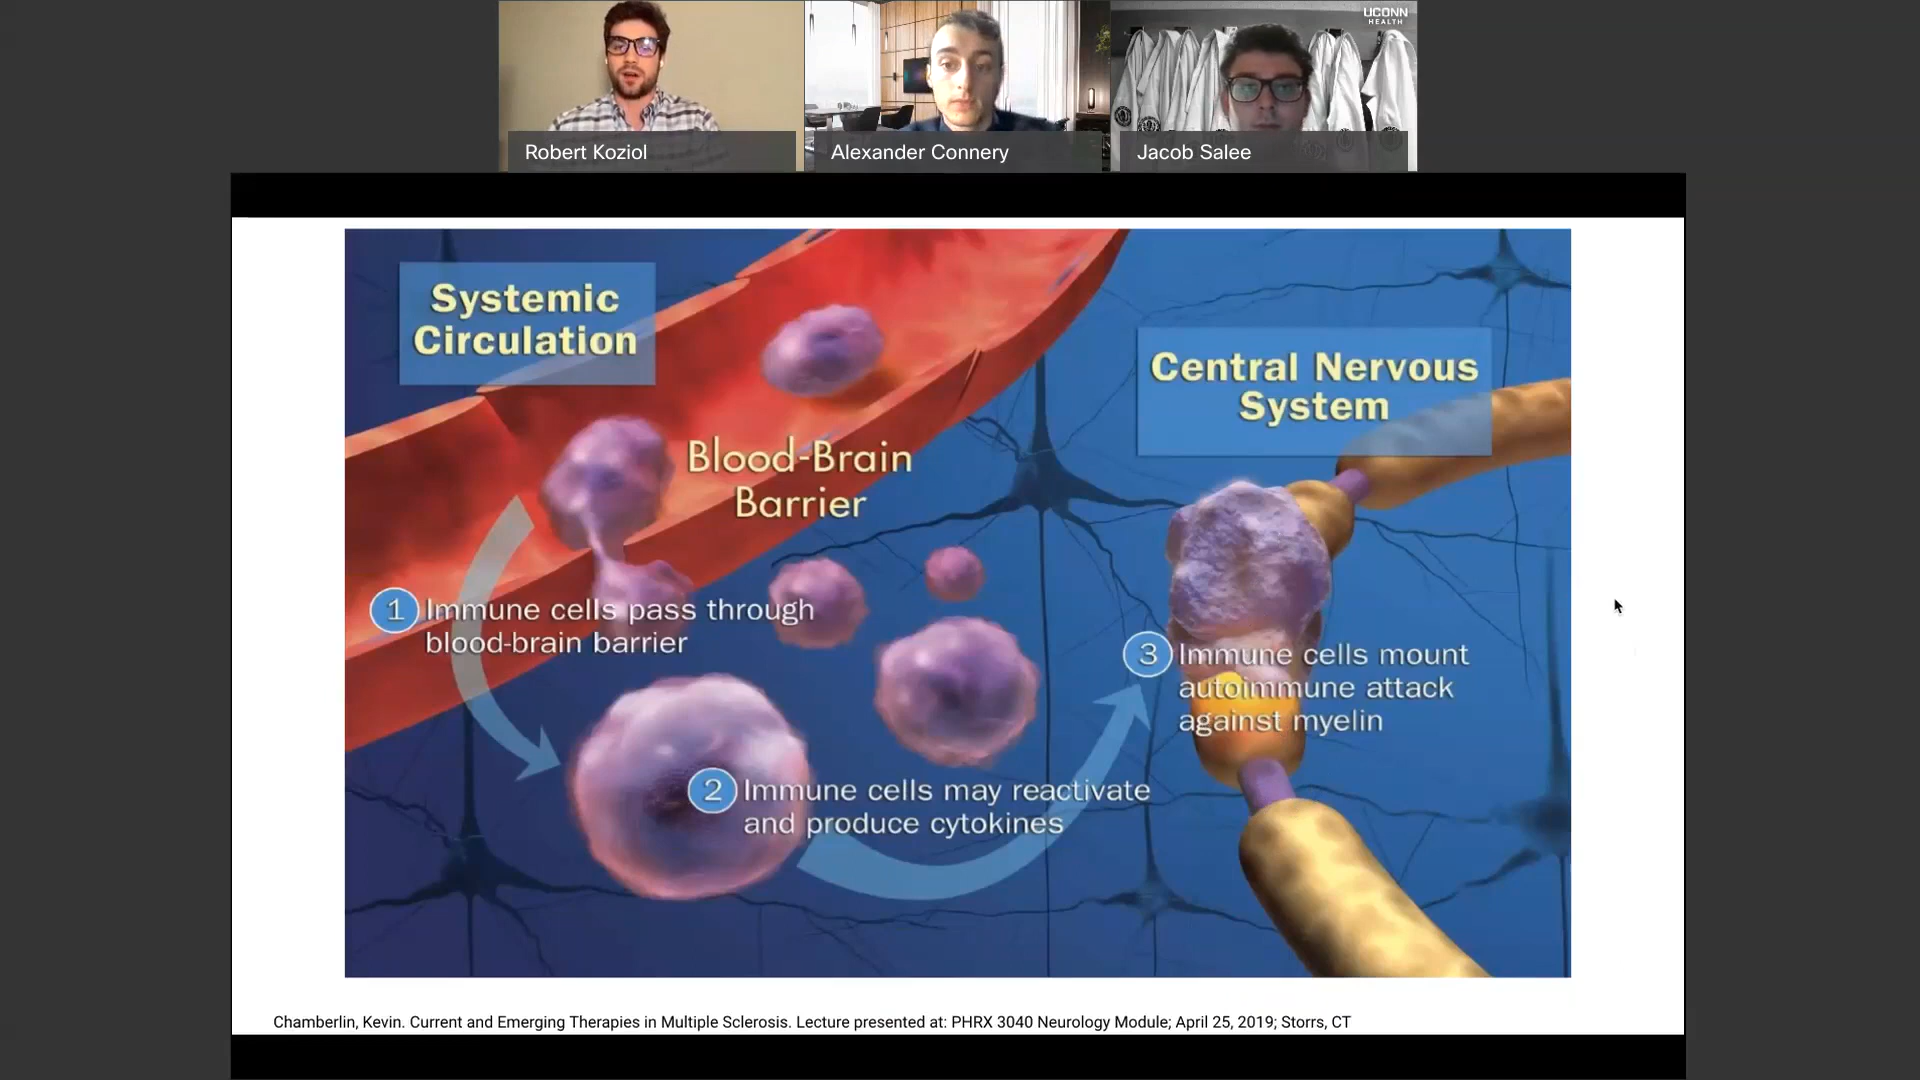 UCONN
HEALTH
Robert Koziol
Alexander Connery
Jacob Salee
Systemic
Circulation
Central Nervous
System
Blood-Brain
Barrier
1 Immune cells pass through
blood-brain barrier
3 Immune cells mount
autoimmune attack
against myelin
2 Immune cells may reactivate
and produce cytokines
Chamberlin, Kevin. Current and Emerging Therapies in Multiple Sclerosis. Lecture presented at: PHRX 3040 Neurology Module; April 25, 2019; Storrs, CT